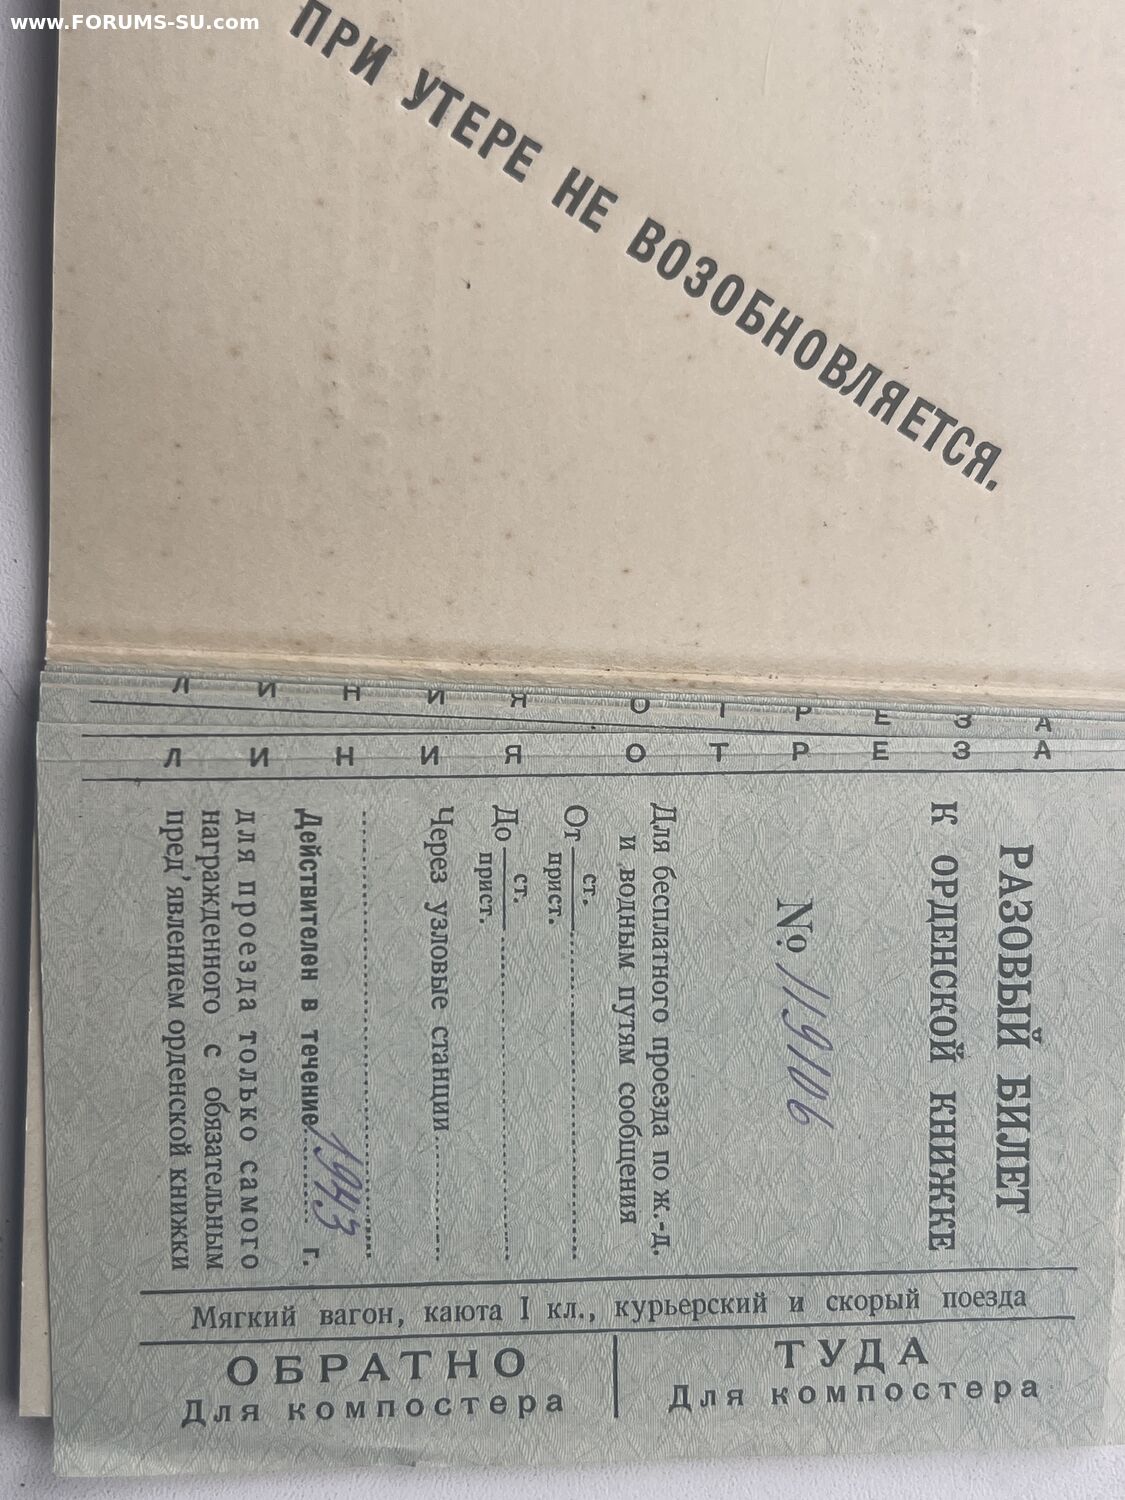 www.FORUMS-SU.com
ПРИ УТЕРЕ НЕ ВОЗОБНОВЛЯЕТСЯ.
ЛИНИЯ ОТРЕЗА
ЛИНИЯ ОТРЕЗА
РАЗОВЫЙ БИЛЕТ
К ОРДЕНСКОЙ КНИЖКЕ
№ 119106
Для бесплатного проезда по ж.-д.
и водным путям сообщения
От ст.
прист.
До ст.
прист.
Через узловые станции
Действителен в течение 1943 г.
для проезда только самого
награжденного с обязательным
пред'явлением орденской книжки
Мягкий вагон, каюта I кл., курьерский и скорый поезда
ТУДА
Для компостера
ОБРАТНО
Для компостера